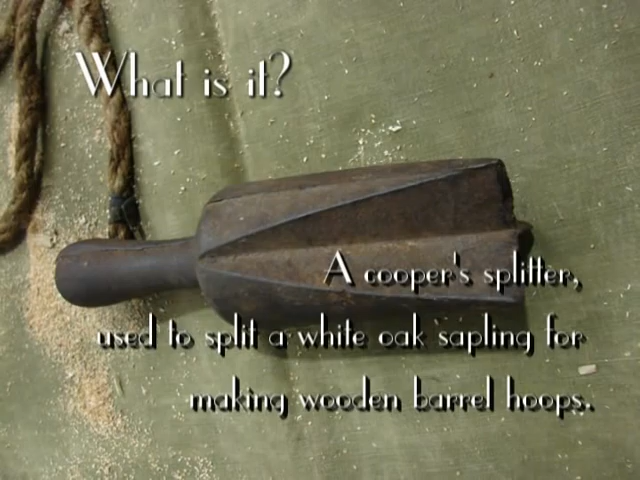 What is it?
A cooper's splitter,
used to split a white oak sapling for
making wooden barrel hoops.